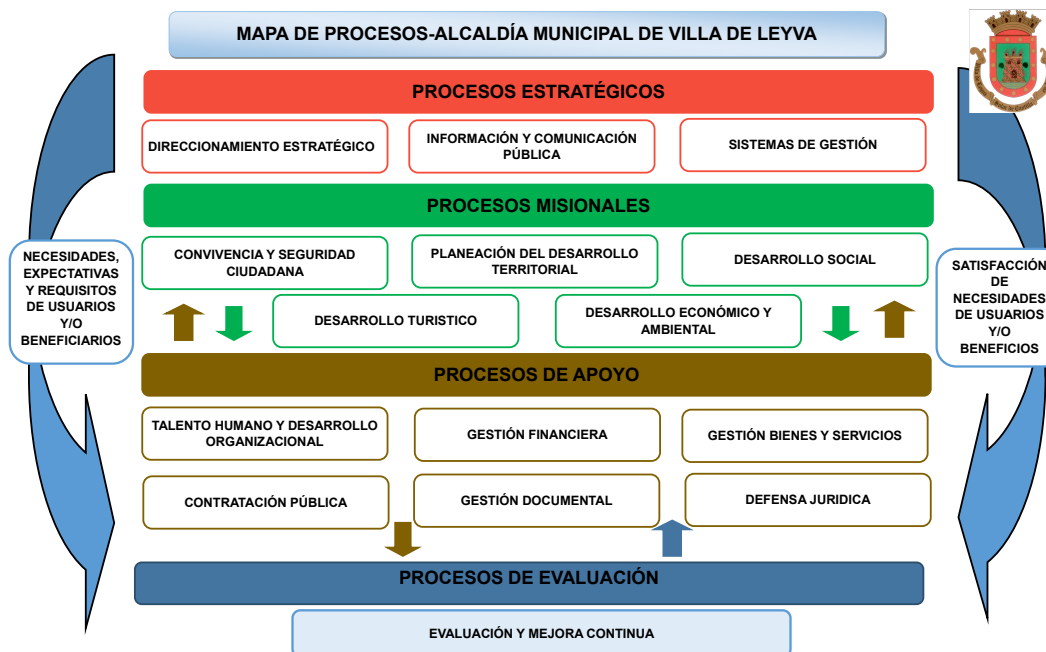 MAPA DE PROCESOS-ALCALDÍA MUNICIPAL DE VILLA DE LEYVA
PROCESOS ESTRATÉGICOS
DIRECCIONAMIENTO ESTRATÉGICO
INFORMACIÓN Y COMUNICACIÓN
PÚBLICA
SISTEMAS DE GESTIÓN
PROCESOS MISIONALES
NECESIDADES,
EXPECTATIVAS
Y REQUISITOS
DE USUARIOS
Y/O
BENEFICIARIOS
CONVIVENCIA Y SEGURIDAD
CIUDADANA
PLANEACIÓN DEL DESARROLLO
TERRITORIAL
DESARROLLO SOCIAL
SATISFACCIÓN
DE
NECESIDADES
DE USUARIOS
Y/O
BENEFICIOS
DESARROLLO TURISTICO
DESARROLLO ECONÓMICO Y
AMBIENTAL
PROCESOS DE APOYO
TALENTO HUMANO Y DESARROLLO
ORGANIZACIONAL
GESTIÓN FINANCIERA
GESTIÓN BIENES Y SERVICIOS
CONTRATACIÓN PÚBLICA
GESTIÓN DOCUMENTAL
DEFENSA JURIDICA
PROCESOS DE EVALUACIÓN
EVALUACIÓN Y MEJORA CONTINUA